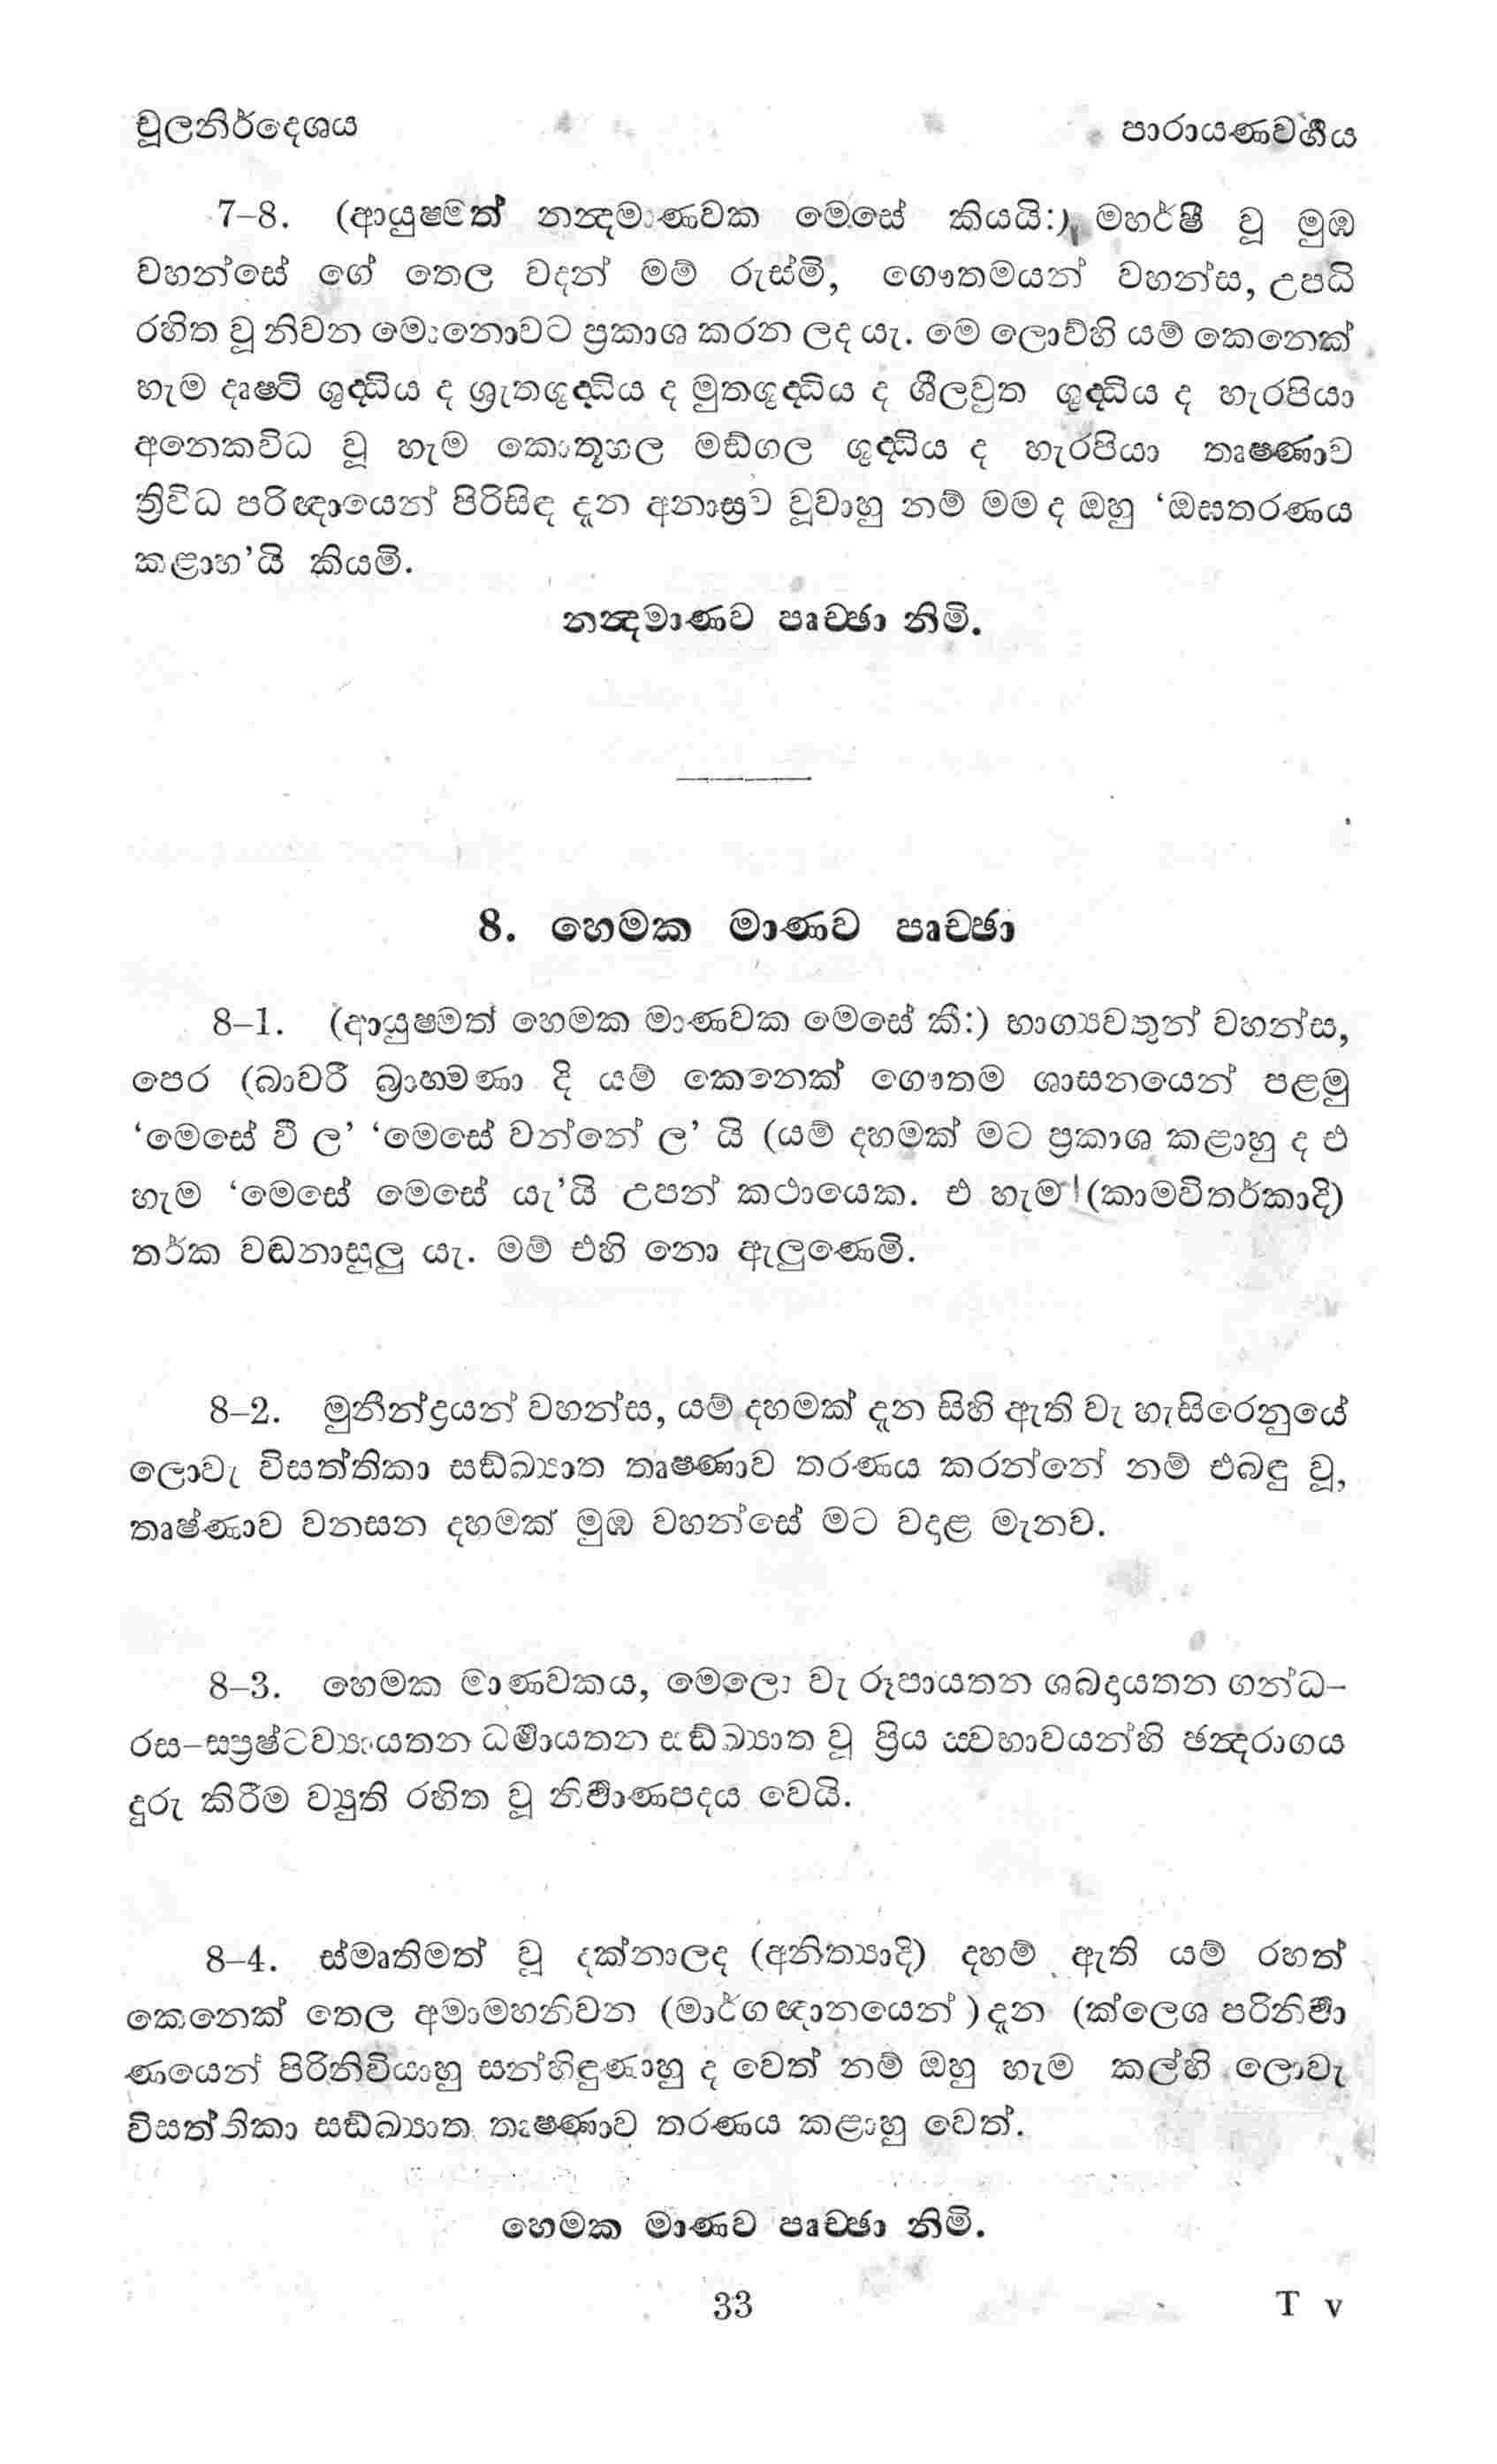 චූලනිර්දෙශය පාරායණවර්ගය
7–8. (ආයුෂ්මත් නන්දමාණවක මෙසේ කියයි:) මහර්ෂී වූ මුඹ
වහන්සේ ගේ තෙල වදන් මම් රුස්මි, ගෞතමයන් වහන්ස, උපධි
රහිත වූ නිවන මොනොවට ප්‍රකාශ කරන ලද යැ. මෙ ලොව්හි යම් කෙනෙක්
හැම දෘෂ්ටි ශුද්ධිය ද ශ්‍රැතශුද්ධිය ද මුතශුද්ධිය ද ශීලව්‍රත ශුද්ධිය ද හැරපියා
අනෙකවිධ වූ හැම කොතූහල මඞ්ගල ශුද්ධිය ද හැරපියා තෘෂ්ණාව
ත්‍රිවිධ පරිඥායෙන් පිරිසිඳ දැන අනාස්‍රව වූවාහු නම් මම ද ඔහු ‘ඔඝතරණය
කළාහ’යි කියමි.
නන්දමාණව පෘච්ඡා නිමි.
8. හෙමක මාණව පෘච්ඡා
8–1. (ආයුෂ්මත් හෙමක මාණවක මෙසේ කී:) භාග්‍යවතුන් වහන්ස,
පෙර (බාවරී බ්‍රාහ්මණා දි යම් කෙනෙක් ගෞතම ශාසනයෙන් පළමු
‘මෙසේ වී ල’ ‘මෙසේ වන්නේ ල’ යි (යම් දහමක් මට ප්‍රකාශ කළාහු ද එ
හැම ‘මෙසේ මෙසේ යැ’යි උපන් කථායෙක. එ හැම (කාමවිතර්කාදි)
තර්ක වඩනාසුලු යැ. මම් එහි නො ඇලුණෙමි.
8–2. මුනීන්ද්‍රයන් වහන්ස, යම් දහමක් දැන සිහි ඇති වැ හැසිරෙනුයේ
ලොවැ විසත්තිකා සඞ්ඛ්‍යාත තෘෂ්ණාව තරණය කරන්නේ නම් එබඳු වූ,
තෘෂ්ණාව වනසන දහමක් මුඹ වහන්සේ මට වදාළ මැනව.
8–3. හෙමක මාණවකය, මෙලො වැ රූපායතන ශබ්දායතන ගන්ධ–
රස–ස්ප්‍රෂ්ටව්‍යායතන ධර්මායතන සඞ්ඛ්‍යාත වූ ප්‍රිය ස්වභාවයන්හි ඡන්දරාගය
දුරු කිරීම ච්‍යුති රහිත වූ නිර්වාණපදය වෙයි.
8–4. ස්මෘතිමත් වූ දක්නාලද (අනිත්‍යාදි) දහම් ඇති යම් රහත්
කෙනෙක් තෙල අමාමහනිවන (මාර්ගඥානයෙන්) දැන (ක්ලෙශ පරිනිර්වා
ණයෙන් පිරිනිවියාහු සන්හිඳුණාහු ද වෙත් නම් ඔහු හැම කල්හි ලොවැ
විසත්තිකා සඞ්ඛ්‍යාත තෘෂ්ණාව තරණය කළාහු වෙත්.
හෙමක මාණව පෘච්ඡා නිමි.
33 T v